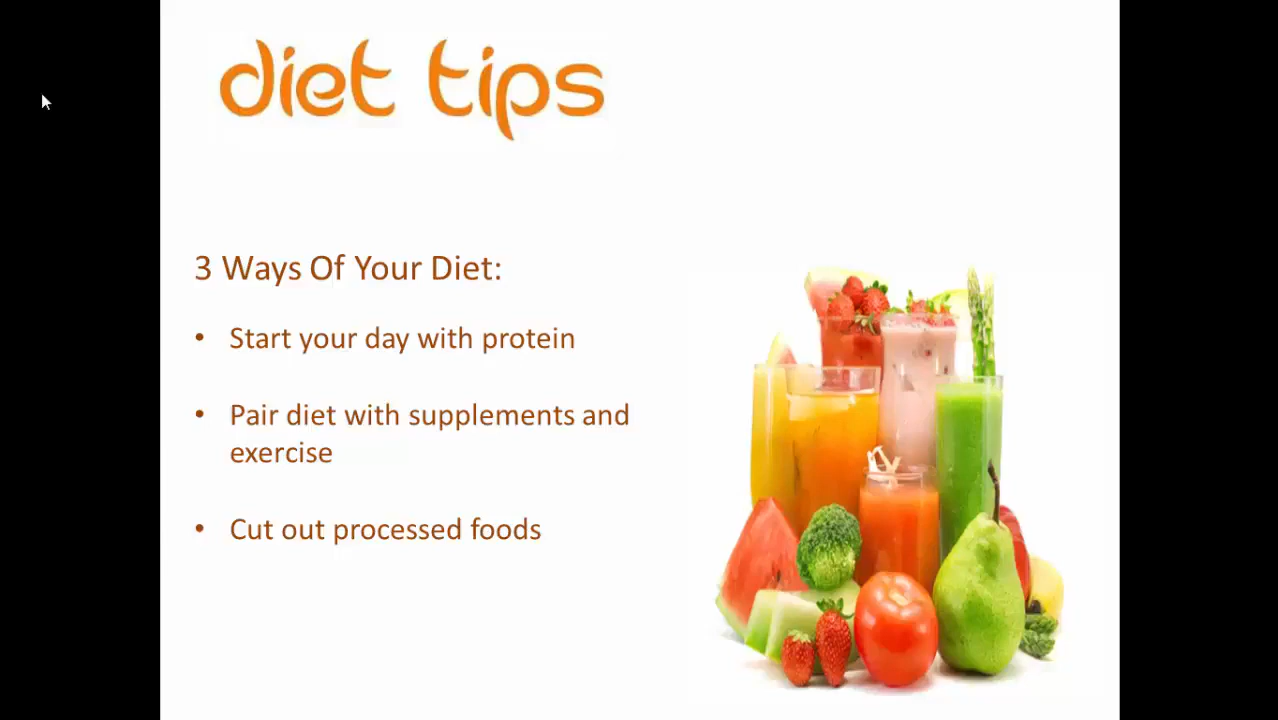 diet tips
3 Ways Of Your Diet:
• Start your day with protein
• Pair diet with supplements and
exercise
• Cut out processed foods